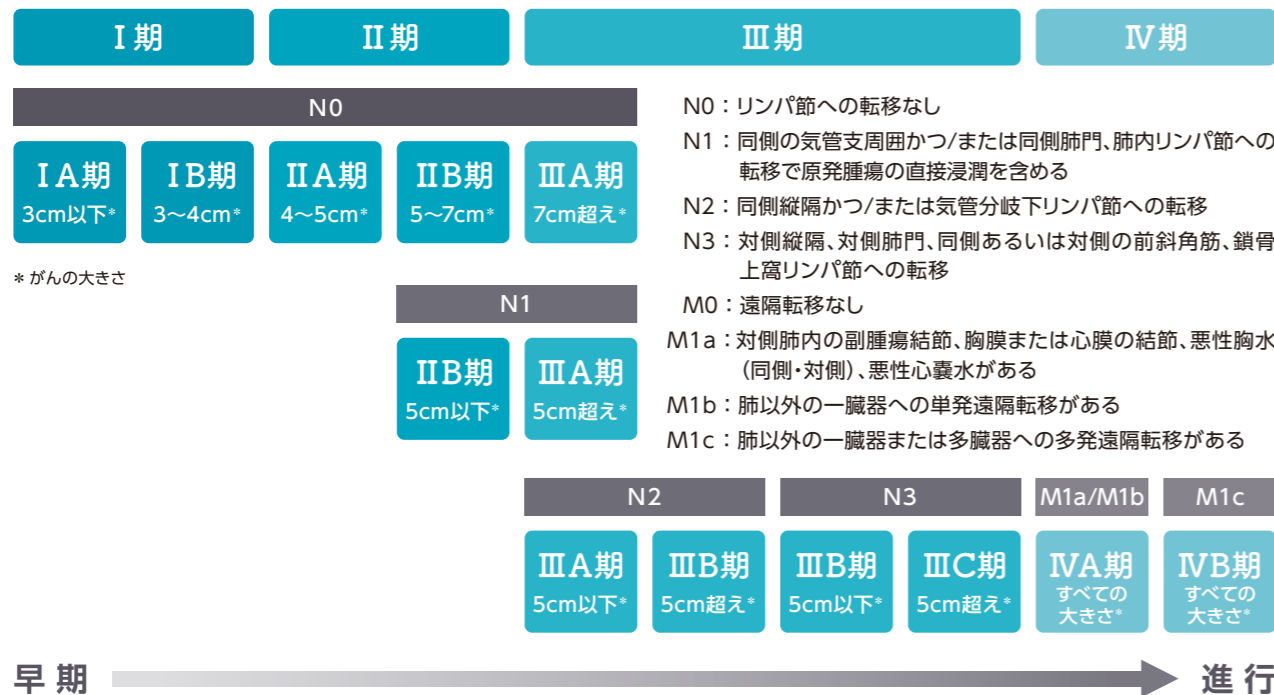 Ⅰ期
Ⅱ期
Ⅲ期
Ⅳ期
N0
ⅠA期
3cm以下*
ⅠB期
3〜4cm*
ⅡA期
4〜5cm*
ⅡB期
5〜7cm*
ⅢA期
7cm超え*
* がんの大きさ
N1
ⅡB期
5cm以下*
ⅢA期
5cm超え*
N0：リンパ節への転移なし
N1：同側の気管支周囲かつ/または同側肺門、肺内リンパ節への
転移で原発腫瘍の直接浸潤を含める
N2：同側縦隔かつ/または気管分岐下リンパ節への転移
N3：対側縦隔、対側肺門、同側あるいは対側の前斜角筋、鎖骨
上窩リンパ節への転移
M0：遠隔転移なし
M1a：対側肺内の副腫瘍結節、胸膜または心膜の結節、悪性胸水
（同側・対側）、悪性心嚢水がある
M1b：肺以外の一臓器への単発遠隔転移がある
M1c：肺以外の一臓器または多臓器への多発遠隔転移がある
N2
N3
M1a/M1b
M1c
ⅢA期
5cm以下*
ⅢB期
5cm超え*
ⅢB期
5cm以下*
ⅢC期
5cm超え*
ⅣA期
すべての
大きさ*
ⅣB期
すべての
大きさ*
早期
進行